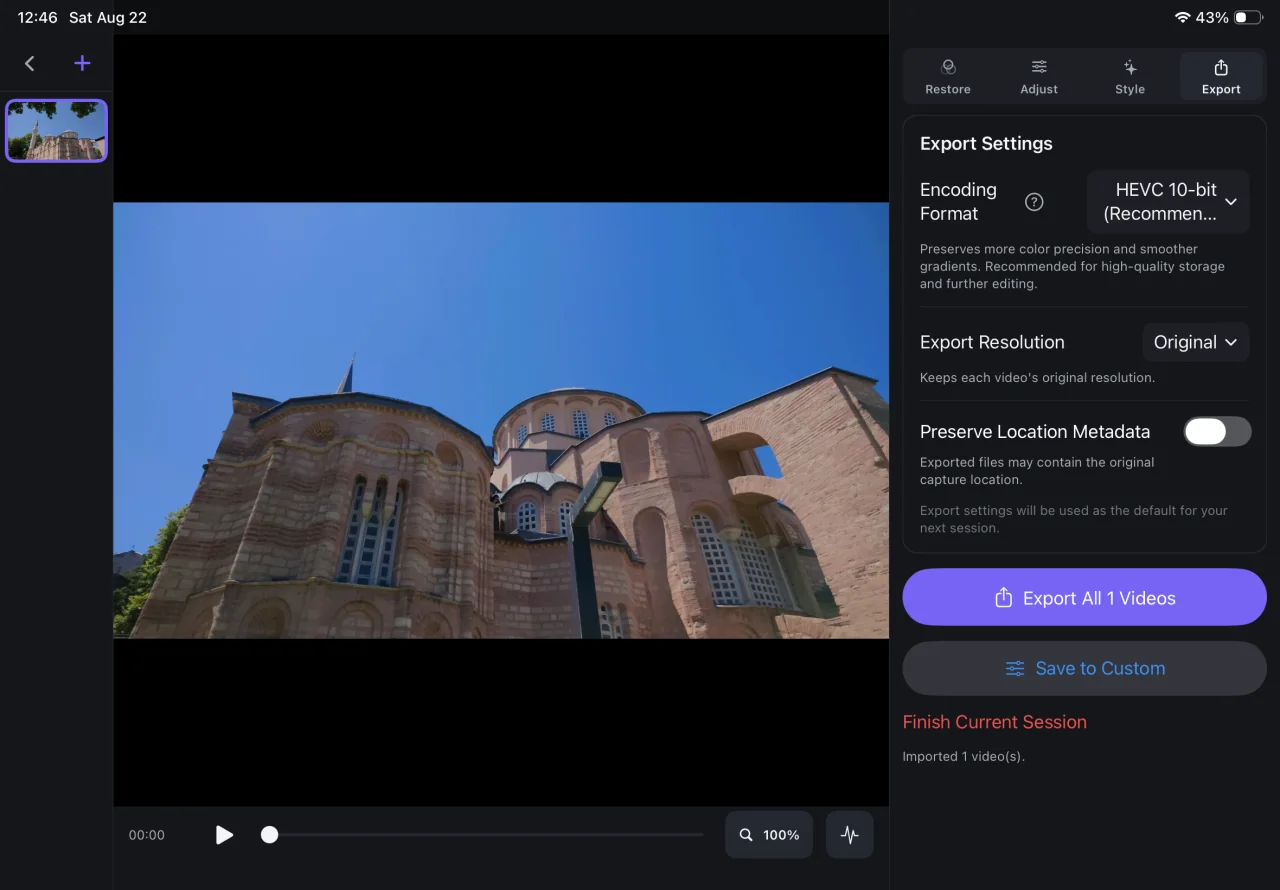 12:46 Sat Aug 22
43%
Restore
Adjust
Style
Export
Export Settings
Encoding
Format
?
HEVC 10-bit
(Recommen...
Preserves more color precision and smoother
gradients. Recommended for high-quality storage
and further editing.
Export Resolution
Original
Keeps each video's original resolution.
Preserve Location Metadata
Exported files may contain the original
capture location.
Export settings will be used as the default for your
next session.
Export All 1 Videos
Save to Custom
Finish Current Session
Imported 1 video(s).
00:00
100%